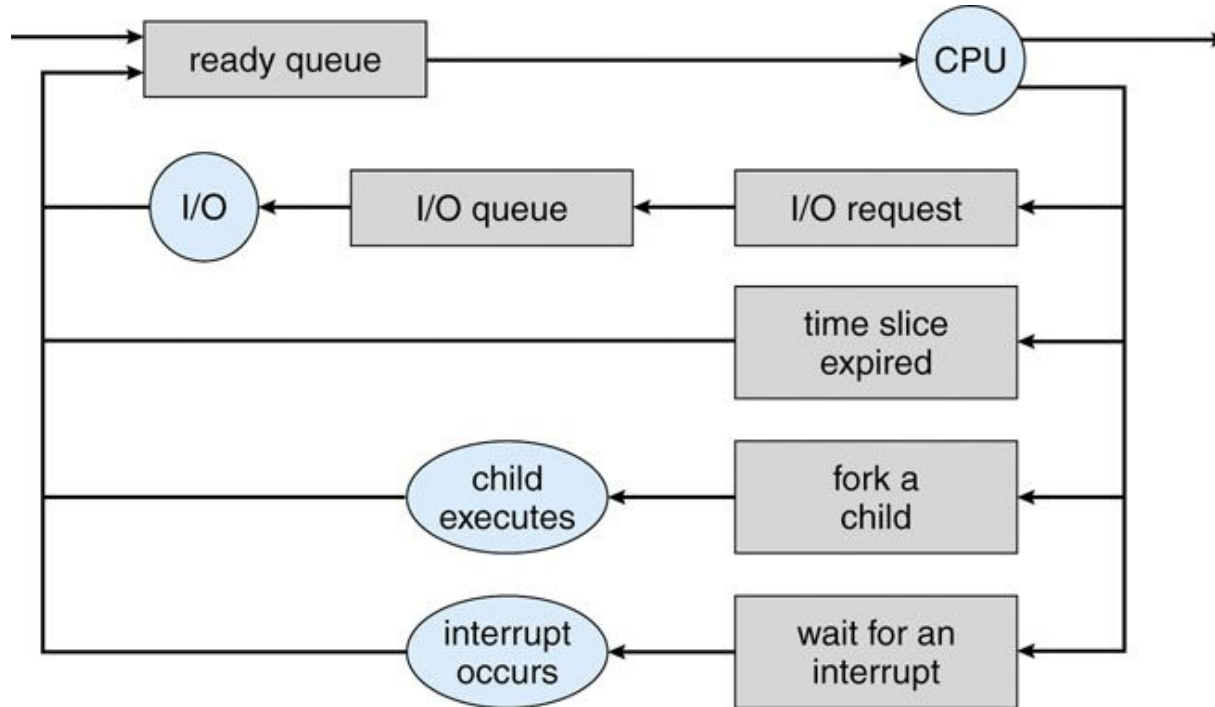 ready queue
CPU
I/O
I/O queue
I/O request
time slice
expired
child
executes
fork a
child
interrupt
occurs
wait for an
interrupt